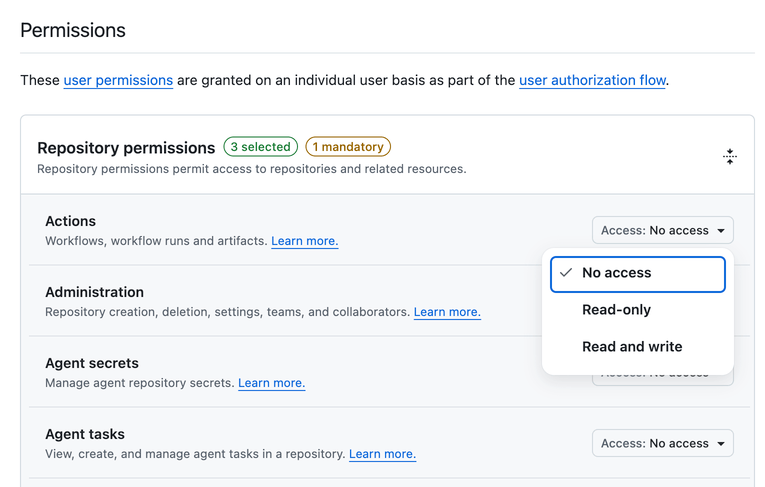 Permissions
These user permissions are granted on an individual user basis as part of the user authorization flow.
Repository permissions 3 selected 1 mandatory
Repository permissions permit access to repositories and related resources.
Actions
Workflows, workflow runs and artifacts. Learn more.
Access: No access
No access
Read-only
Read and write
Administration
Repository creation, deletion, settings, teams, and collaborators. Learn more.
Agent secrets
Manage agent repository secrets. Learn more.
Agent tasks
View, create, and manage agent tasks in a repository. Learn more.
Access: No access